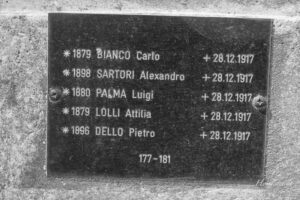 * 1879 BIANCO Carlo + 28.12.1917
* 1898 SARTORI Alexandro + 28.12.1917
* 1880 PALMA Luigi + 28.12.1917
* 1879 LOLLI Attilia + 28.12.1917
* 1896 DELLO Pietro + 28.12.1917
177-181